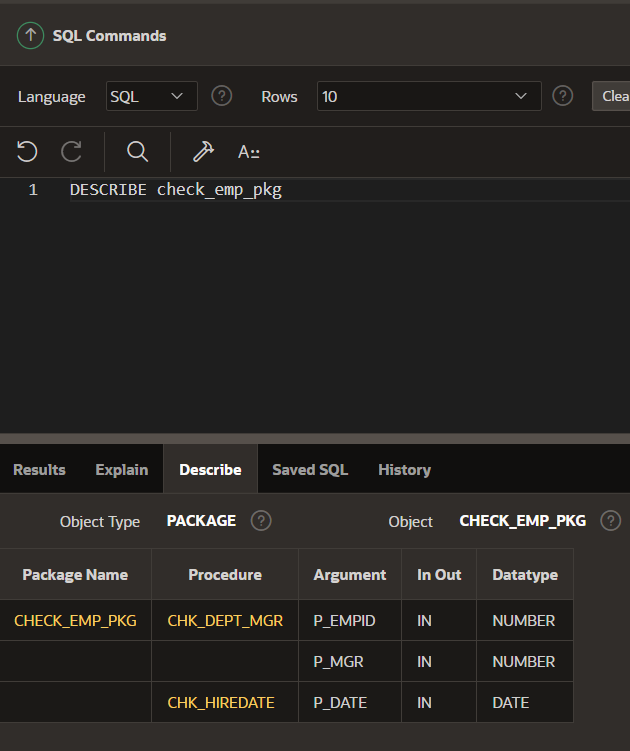 SQL Commands
Language SQL ? Rows 10 ? Clea
A::
1 DESCRIBE check_emp_pkg
Results Explain Describe Saved SQL History
Object Type PACKAGE ? Object CHECK_EMP_PKG ?
Package Name Procedure Argument In Out Datatype
CHECK_EMP_PKG CHK_DEPT_MGR P_EMPID IN NUMBER
P_MGR IN NUMBER
CHK_HIREDATE P_DATE IN DATE